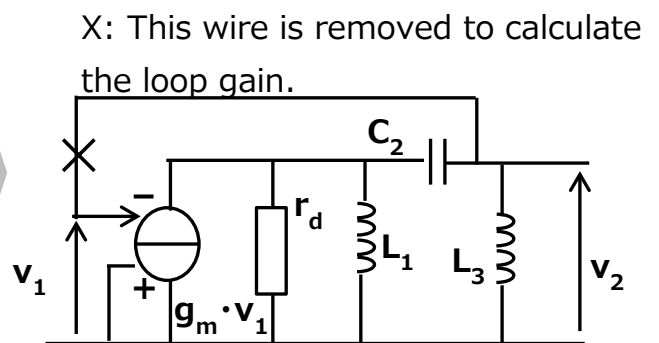 X: This wire is removed to calculate
the loop gain.
C2
−
rd
L1
L3
v1
v2
+
gm・v1